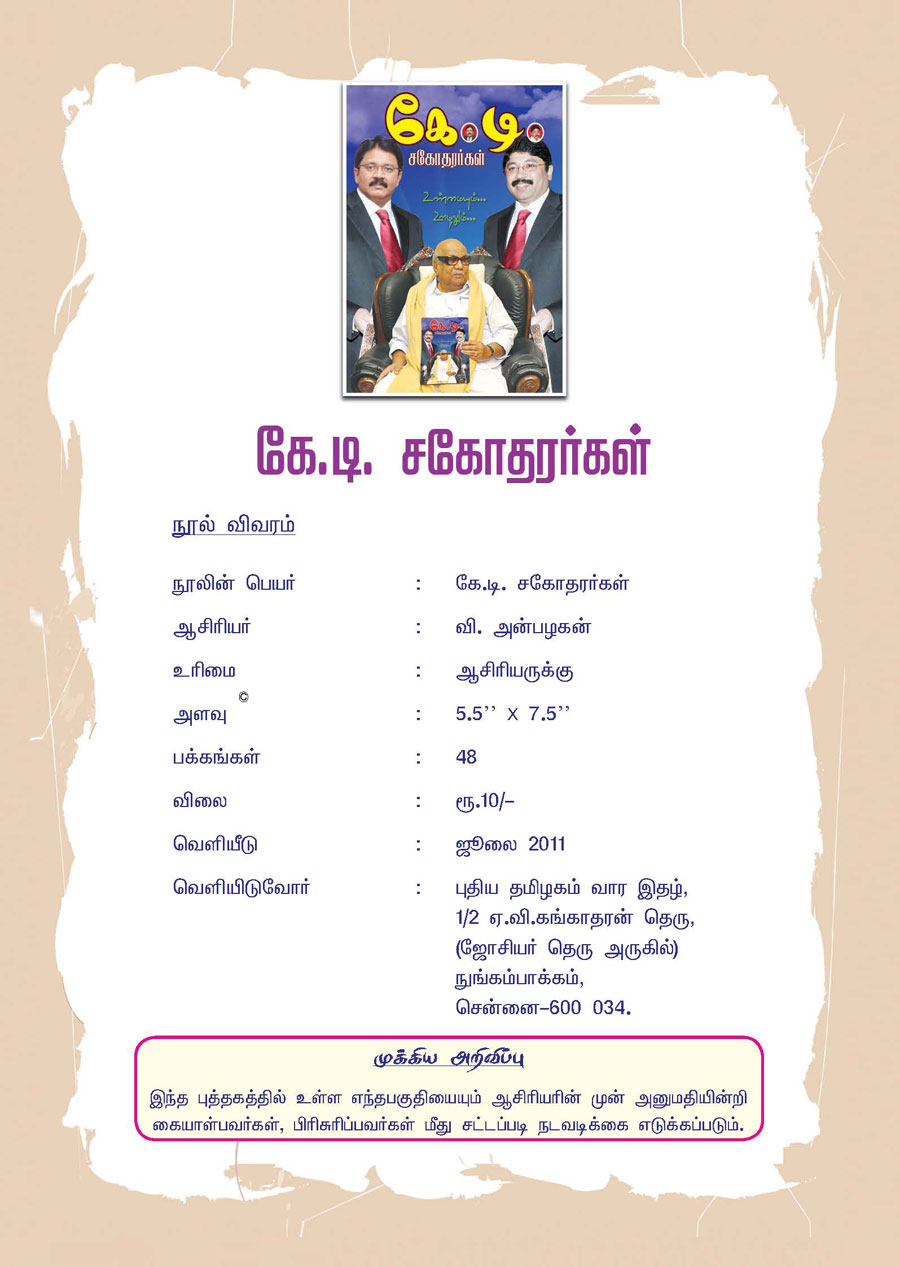 கே.டி.
சகோதரர்கள்
உண்மையும்...
ஊழலும்...
கே.டி.
கே.டி. சகோதரர்கள்
நூல் விவரம்
நூலின் பெயர் : கே.டி. சகோதரர்கள்
ஆசிரியர் : வி. அன்பழகன்
உரிமை : ஆசிரியருக்கு
©
அளவு : 5.5’’ X 7.5’’
பக்கங்கள் : 48
விலை : ரூ.10/-
வெளியீடு : ஜூலை 2011
வெளியிடுவோர் : புதிய தமிழகம் வார இதழ்,
1/2 ஏ.வி.கங்காதரன் தெரு,
(ஜோசியர் தெரு அருகில்)
நுங்கம்பாக்கம்,
சென்னை-600 034.
முக்கிய அறிவிப்பு
இந்த புத்தகத்தில் உள்ள எந்தபகுதியையும் ஆசிரியரின் முன் அனுமதியின்றி
கையாள்பவர்கள், பிரிசுரிப்பவர்கள் மீது சட்டப்படி நடவடிக்கை எடுக்கப்படும்.